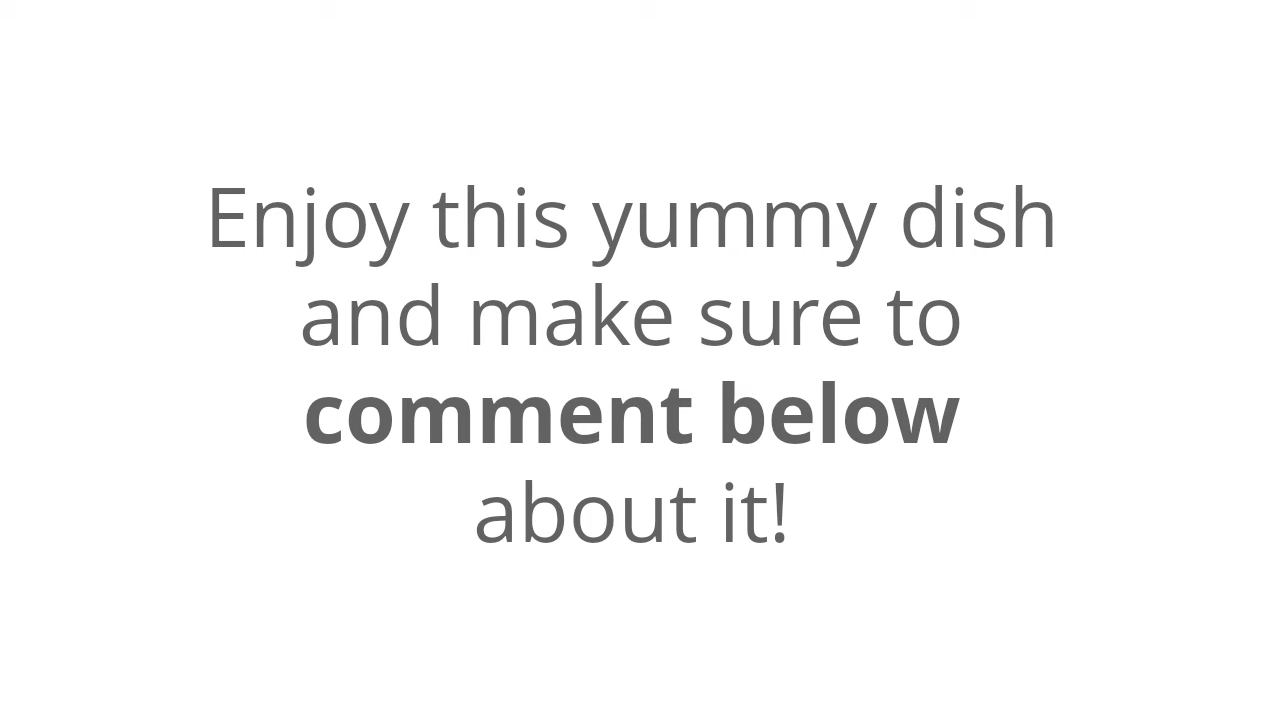 Enjoy this yummy dish
and make sure to
comment below
about it!